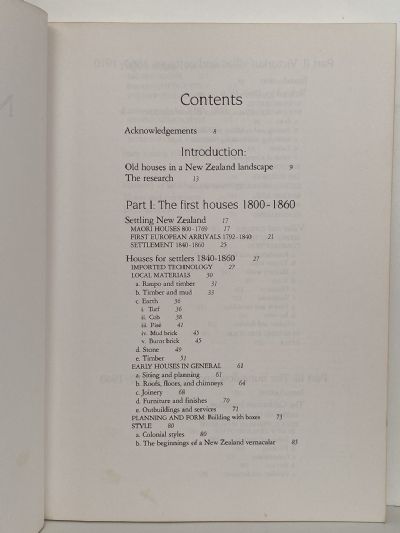 Contents
Acknowledgements 8
Introduction:
Old houses in a New Zealand landscape 9
The research 13
Part I: The first houses 1800-1860
Settling New Zealand 17
MAORI HOUSES 800-1769 17
FIRST EUROPEAN ARRIVALS 1792-1840 21
SETTLEMENT 1840-1860 25
Houses for settlers 1840-1860 27
IMPORTED TECHNOLOGY 27
LOCAL MATERIALS 30
a. Raupo and timber 31
b. Timber and mud 33
c. Earth 36
i. Turf 36
ii. Cob 38
iii. Pisé 41
iv. Mud brick 45
v. Burnt brick 45
d. Stone 49
e. Timber 51
EARLY HOUSES IN GENERAL 61
a. Siting and planning 61
b. Roofs, floors, and chimneys 64
c. Joinery 68
d. Furniture and finishes 70
e. Outbuildings and services 71
PLANNING AND FORM: Building with boxes 73
STYLE 80
a. Colonial styles 80
b. The beginnings of a New Zealand vernacular 83